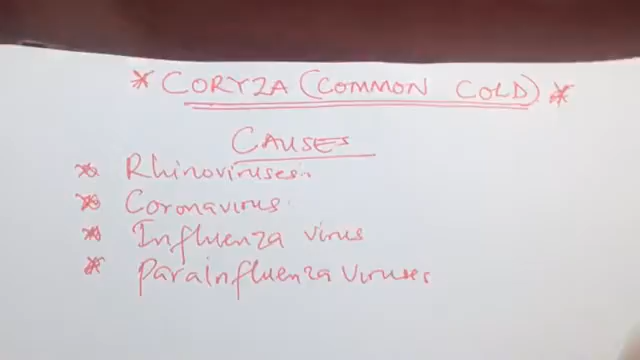 * CORYZA (COMMON COLD) *
CAUSES
* Rhinoviruses.
* Coronavirus.
* Influenza virus
* Parainfluenza viruses